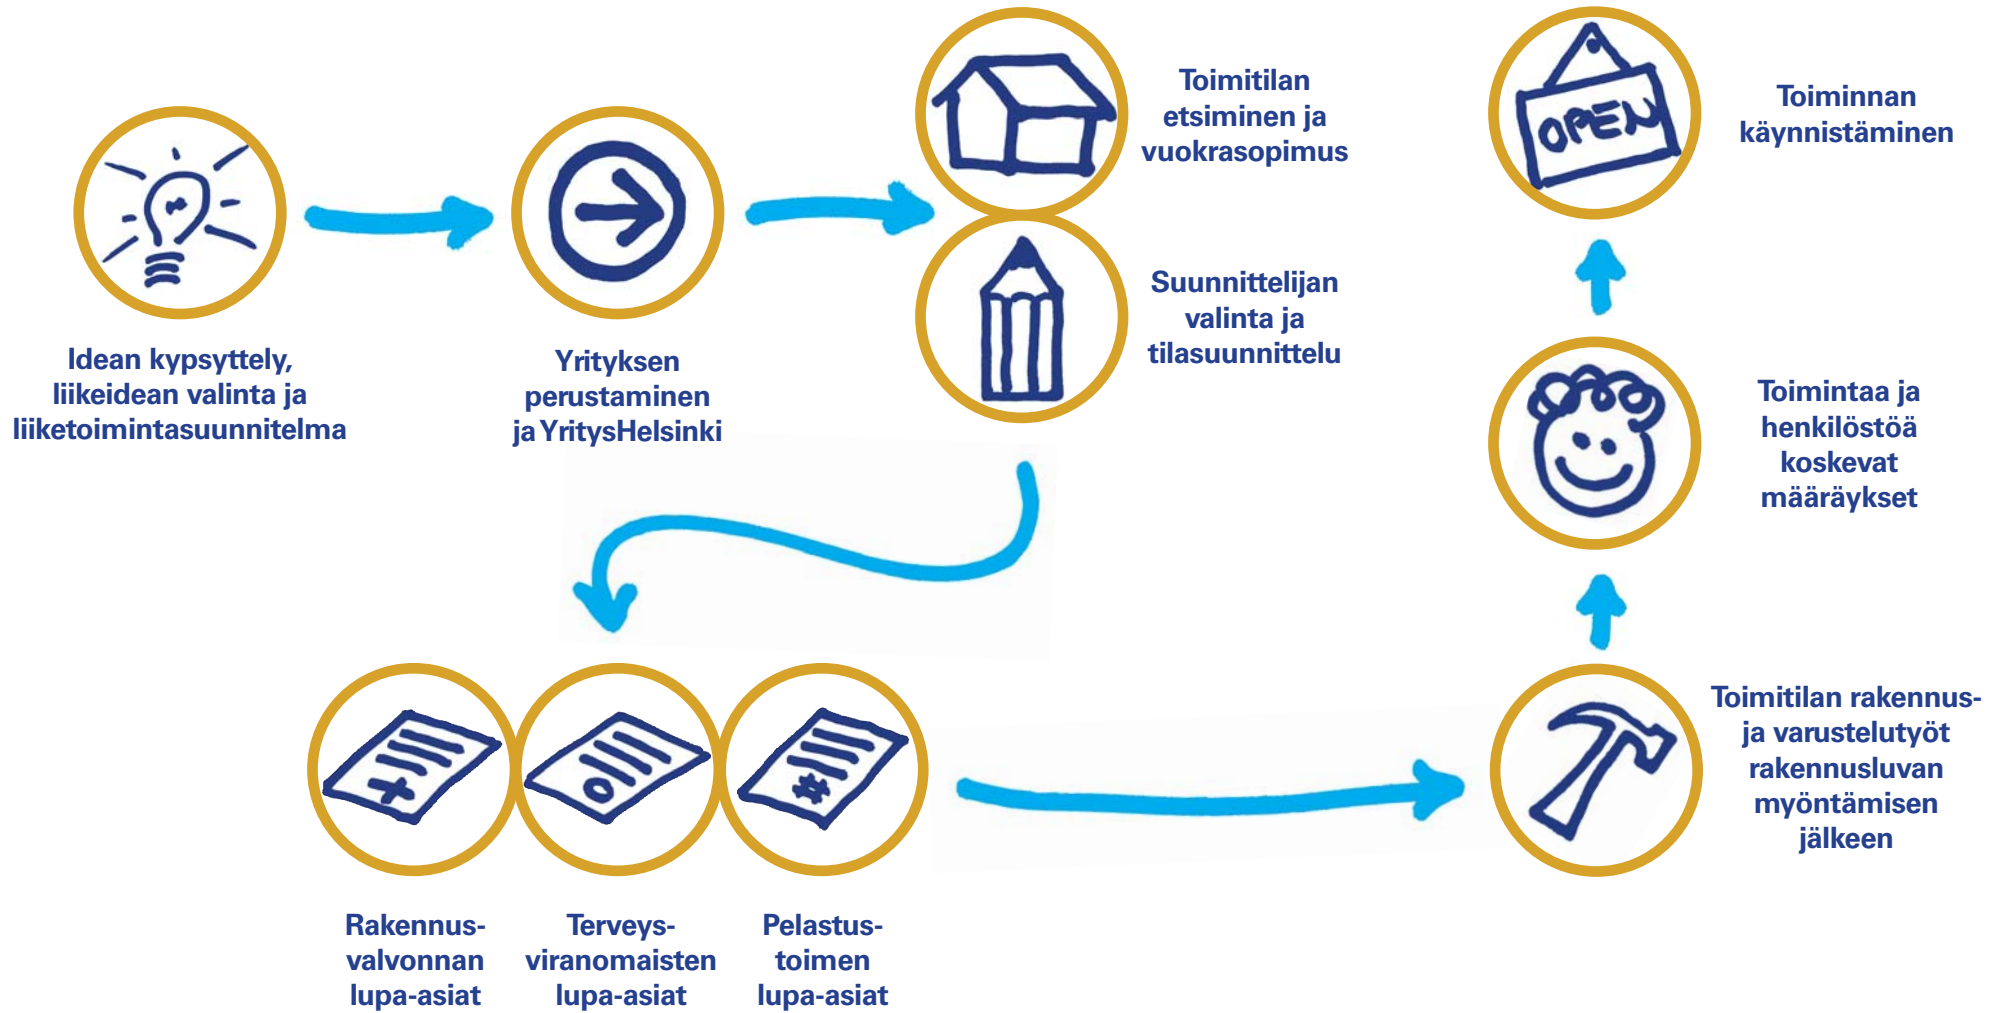 Idean kypsyttely,
liikeidean valinta ja
liiketoimintasuunnitelma
Yrityksen
perustaminen
ja YritysHelsinki
Toimitilan
etsiminen ja
vuokrasopimus
Suunnittelijan
valinta ja
tilasuunnittelu
Rakennus-
valvonnan
lupa-asiat
Terveys-
viranomaisten
lupa-asiat
Pelastus-
toimen
lupa-asiat
Toimitilan rakennus-
ja varustelutyöt
rakennusluvan
myöntämisen
jälkeen
Toimintaa ja
henkilöstöä
koskevat
määräykset
OPEN
Toiminnan
käynnistäminen